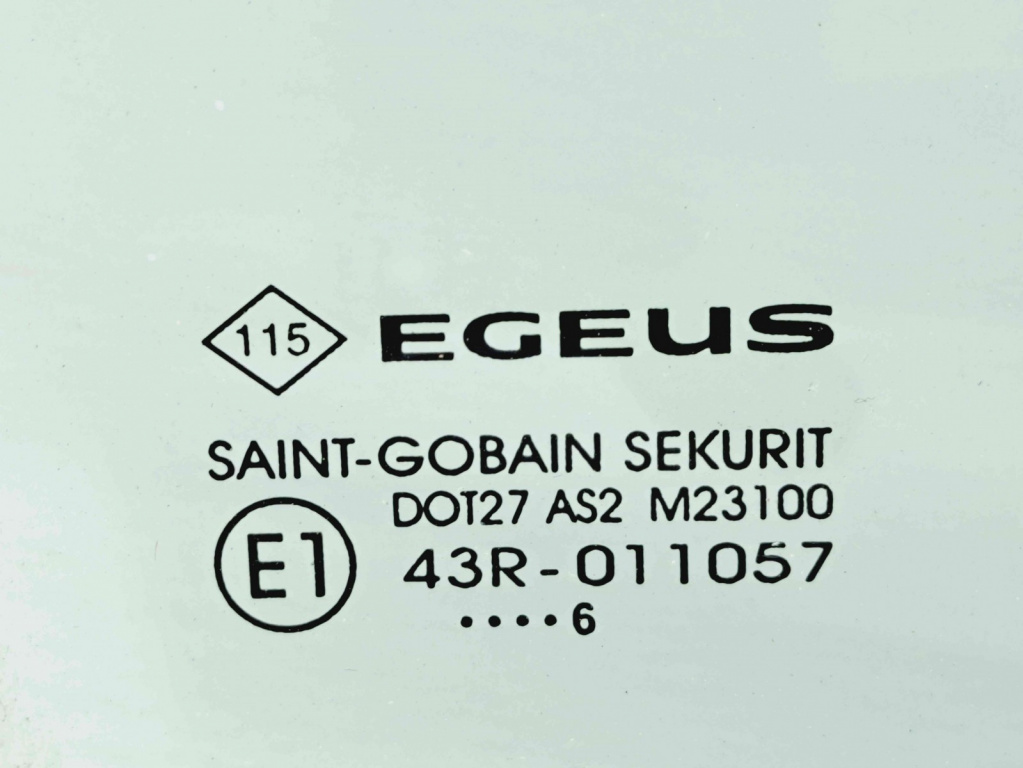 115 EGEUS
SAINT-GOBAIN SEKURIT
DOT27 AS2 M23100
E1 43R-011057
....6